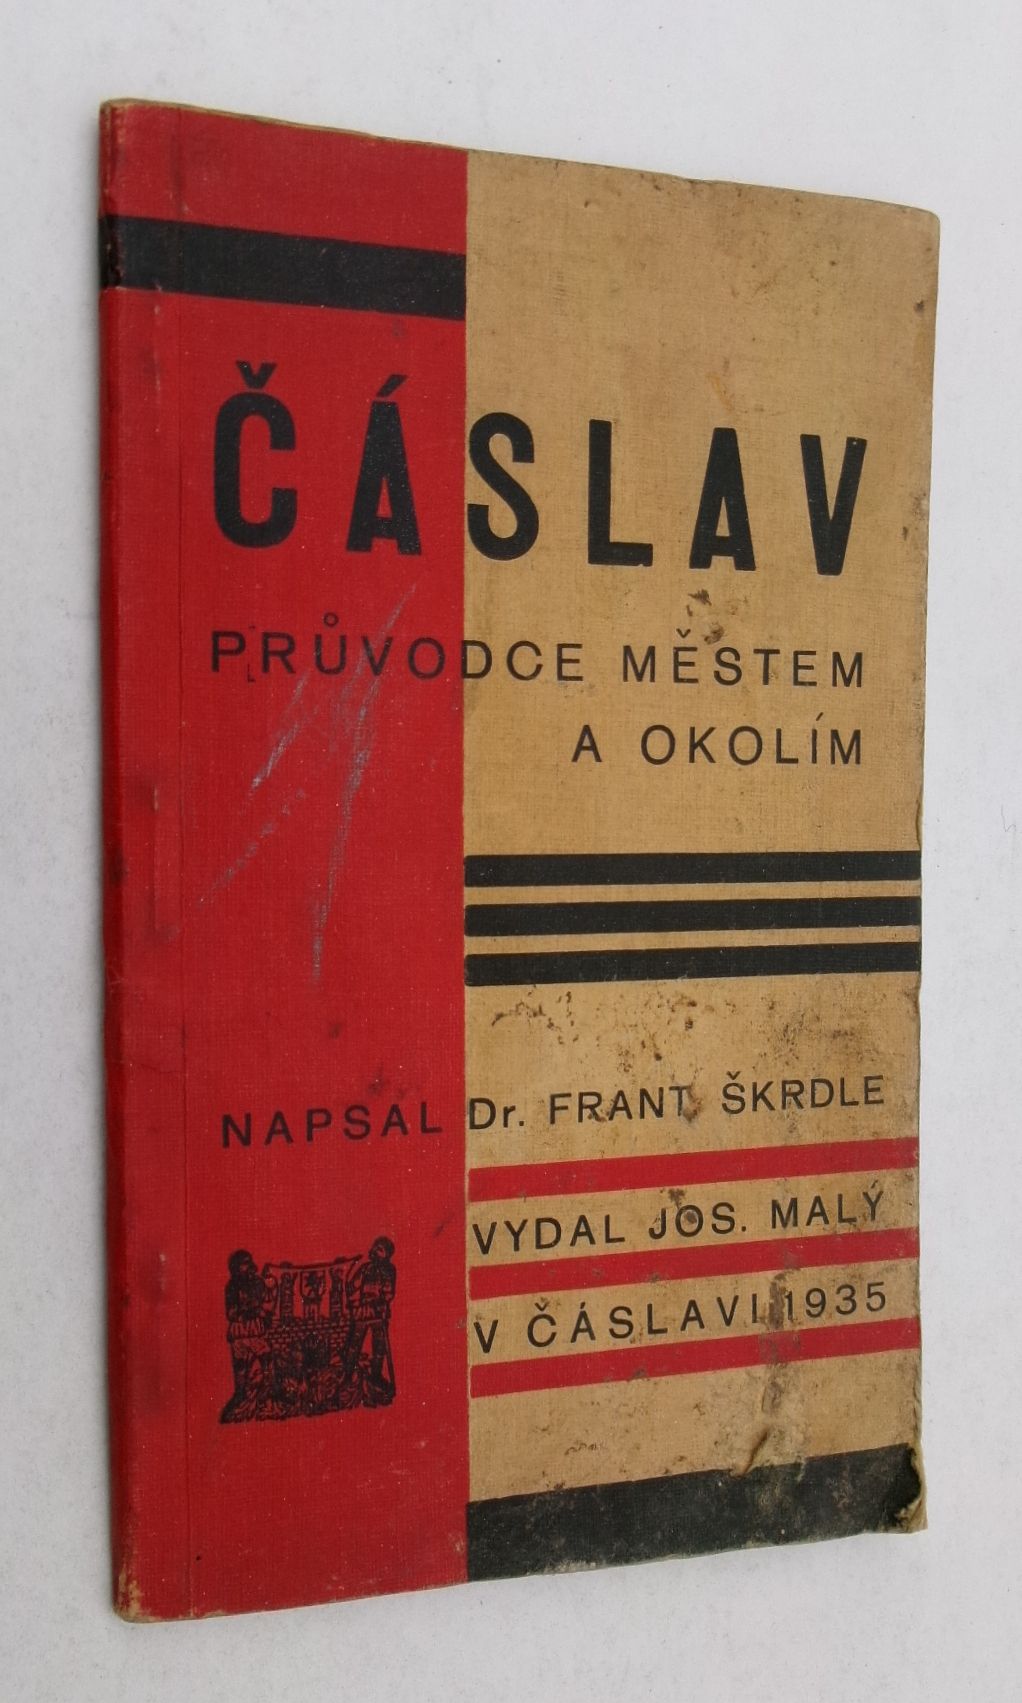 ČÁSLAV
PRŮVODCE MĚSTEM
A OKOLÍM
NAPSAL Dr. FRANT. ŠKRDLE
VYDAL JOS. MALÝ
V ČÁSLAVI 1935